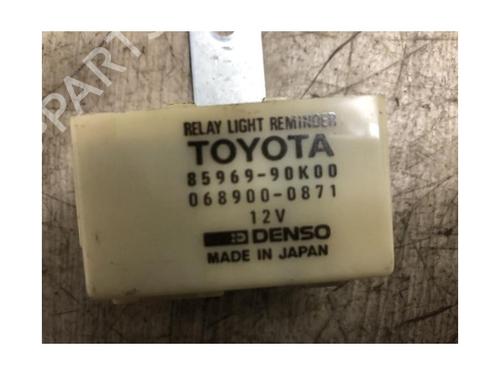 RELAY LIGHT REMINDER
TOYOTA
85969-90K00
068900-0871
12V
DENSO
MADE IN JAPAN